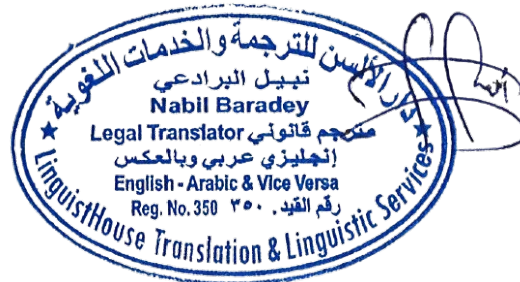 دار الألسن للترجمة والخدمات اللغوية
نبيل البرادعي
Nabil Baradey
Legal Translator مترجم قانوني
إنجليزي عربي وبالعكس
English - Arabic & Vice Versa
Reg. No. 350 رقم القيد. ٣٥٠
LinguistHouse Translation & Linguistic Services